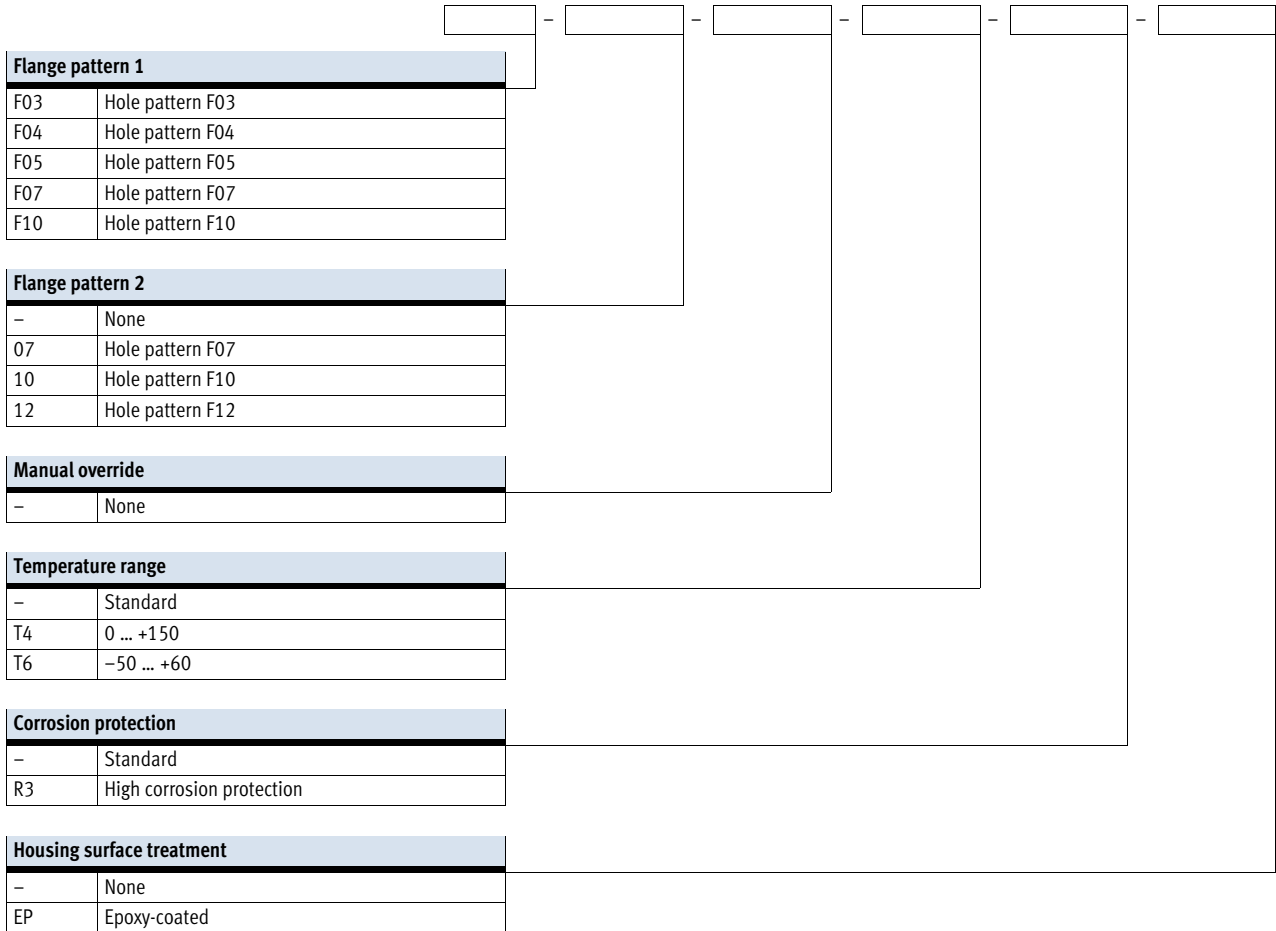 – – – – –
Flange pattern 1
F03 Hole pattern F03
F04 Hole pattern F04
F05 Hole pattern F05
F07 Hole pattern F07
F10 Hole pattern F10
Flange pattern 2
– None
07 Hole pattern F07
10 Hole pattern F10
12 Hole pattern F12
Manual override
– None
Temperature range
– Standard
T4 0 ... +150
T6 –50 ... +60
Corrosion protection
– Standard
R3 High corrosion protection
Housing surface treatment
– None
EP Epoxy-coated